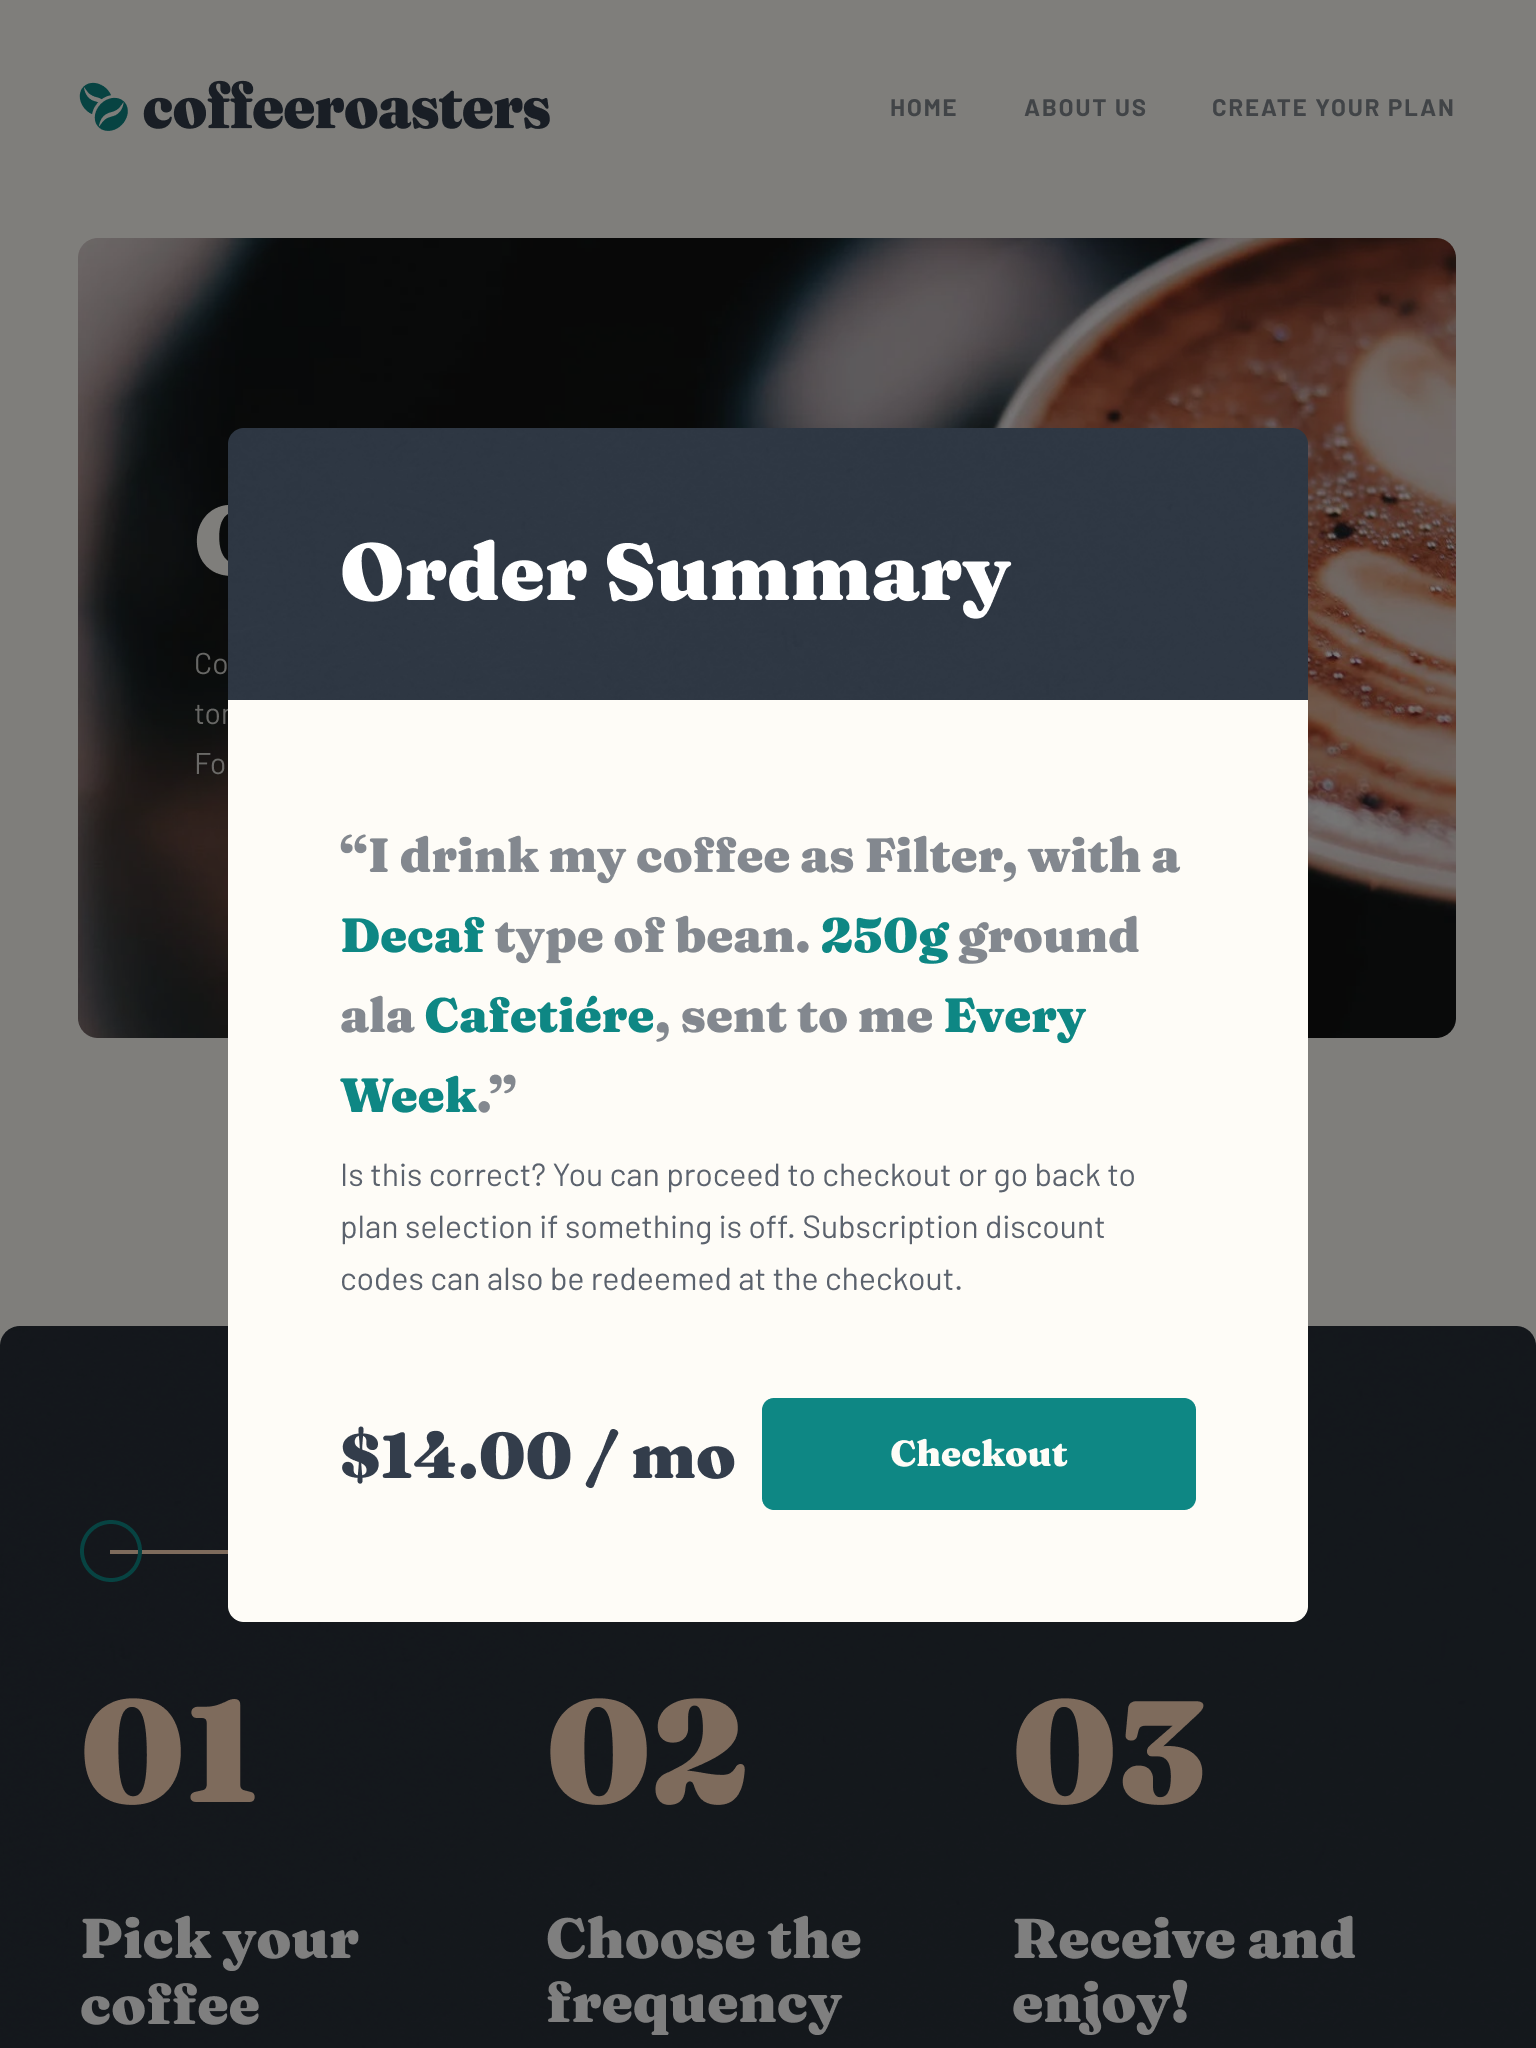 coffeeroasters
HOME ABOUT US CREATE YOUR PLAN
Order Summary
“I drink my coffee as Filter, with a
Decaf type of bean. 250g ground
ala Cafetiére, sent to me Every
Week.”
Is this correct? You can proceed to checkout or go back to
plan selection if something is off. Subscription discount
codes can also be redeemed at the checkout.
$14.00 / mo
Checkout
01
02
03
Pick your
coffee
Choose the
frequency
Receive and
enjoy!